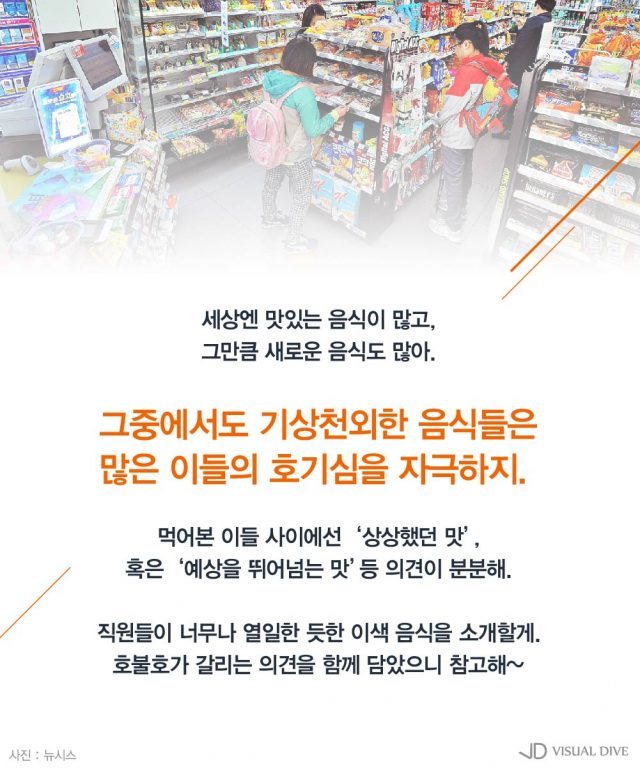 세상엔 맛있는 음식이 많고,
그만큼 새로운 음식도 많아.
그중에서도 기상천외한 음식들은
많은 이들의 호기심을 자극하지.
먹어본 이들 사이에선 ‘상상했던 맛’,
혹은 ‘예상을 뛰어넘는 맛’ 등 의견이 분분해.
직원들이 너무나 열일한 듯한 이색 음식을 소개할게.
호불호가 갈리는 의견을 함께 담았으니 참고해~
사진 : 뉴시스
VISUAL DIVE